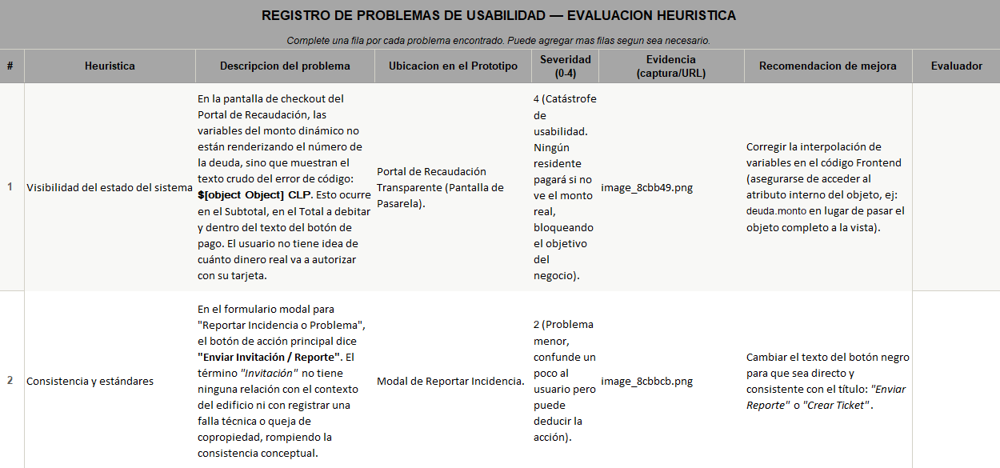 REGISTRO DE PROBLEMAS DE USABILIDAD — EVALUACION HEURISTICA
Complete una fila por cada problema encontrado. Puede agregar mas filas segun sea necesario.
#
Heuristica
Descripcion del problema
Ubicacion en el Prototipo
Severidad
(0-4)
Evidencia
(captura/URL)
Recomendacion de mejora
Evaluador
1
Visibilidad del estado del sistema
En la pantalla de checkout del
Portal de Recaudación, las
variables del monto dinámico no
están renderizando el número de
la deuda, sino que muestran el
texto crudo del error de código:
$[object Object] CLP. Esto ocurre
en el Subtotal, en el Total a debitar
y dentro del texto del botón de
pago. El usuario no tiene idea de
cuánto dinero real va a autorizar
con su tarjeta.
Portal de Recaudación
Transparente (Pantalla de
Pasarela).
4 (Catástrofe
de
usabilidad.
Ningún
residente
pagará si no
ve el monto
real,
bloqueando
el objetivo
del
negocio).
image_8cbb49.png
Corregir la interpolación de
variables en el código Frontend
(asegurarse de acceder al
atributo interno del objeto, ej:
deuda.monto en lugar de pasar el
objeto completo a la vista).
2
Consistencia y estándares
En el formulario modal para
"Reportar Incidencia o Problema",
el botón de acción principal dice
"Enviar Invitación / Reporte". El
término "Invitación" no tiene
ninguna relación con el contexto
del edificio ni con registrar una
falla técnica o queja de
copropiedad, rompiendo la
consistencia conceptual.
Modal de Reportar Incidencia.
2 (Problema
menor,
confunde un
poco al
usuario pero
puede
deducir la
acción).
image_8cbbcb.png
Cambiar el texto del botón negro
para que sea directo y
consistente con el título: "Enviar
Reporte" o "Crear Ticket".